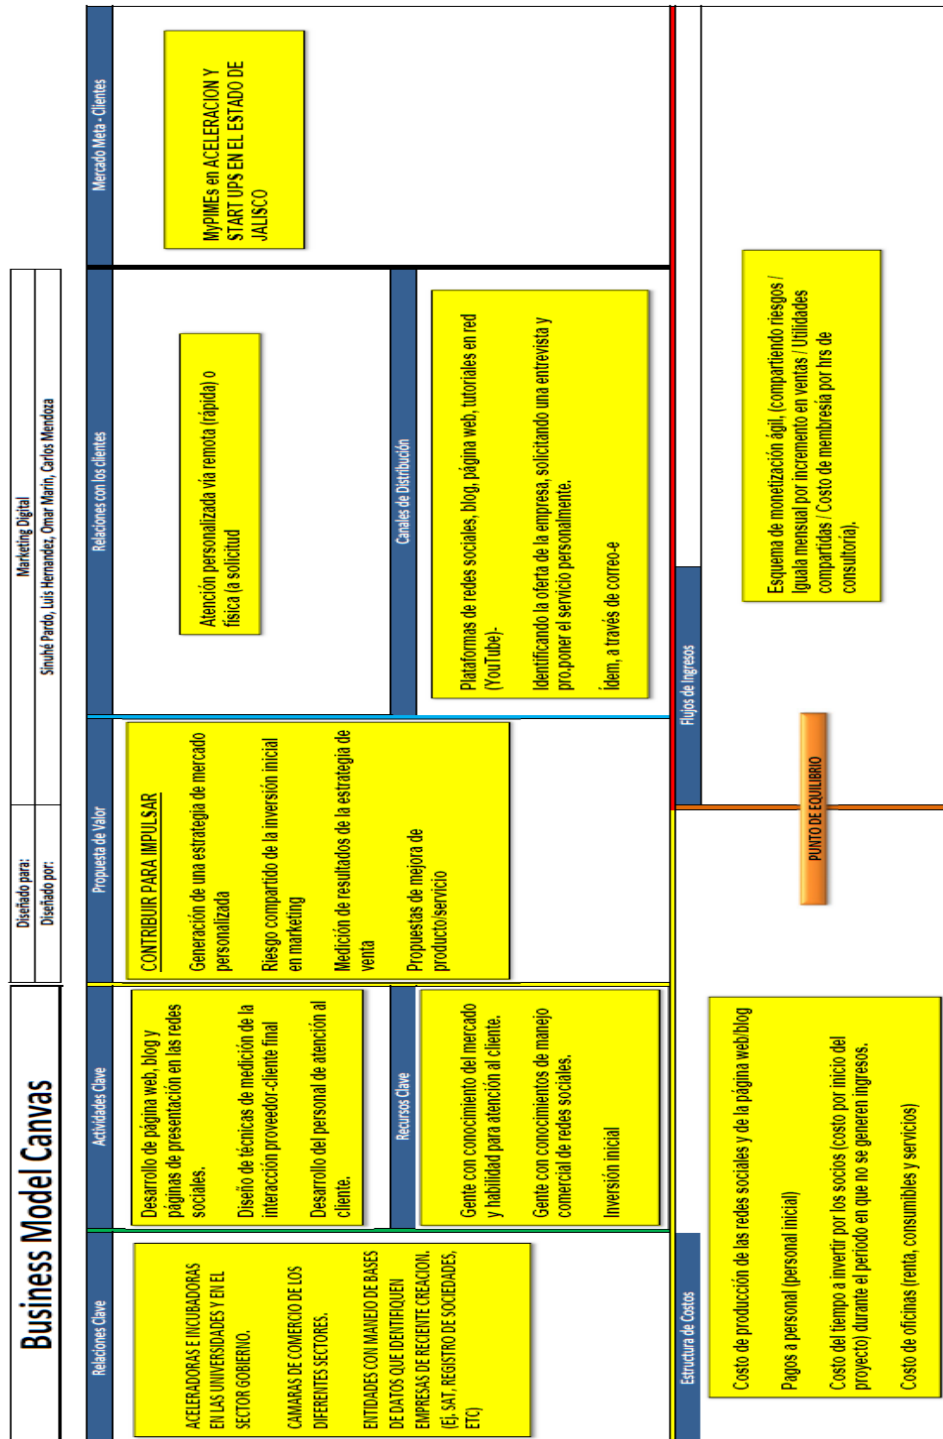 Business Model Canvas
Diseñado para:
Marketing Digital
Diseñado por:
Sinuhé Pardo, Luis Hernandez, Omar Marin, Carlos Mendoza
Relaciones Clave
ACELERADORAS E INCUBADORAS
EN LAS UNIVERSIDADES Y EN EL
SECTOR GOBIERNO.
CAMARAS DE COMERCIO DE LOS
DIFERENTES SECTORES.
ENTIDADES CON MANEJO DE BASES
DE DATOS QUE IDENTIFIQUEN
EMPRESAS DE RECIENTE CREACION.
(Ej. SAT, REGISTRO DE SOCIEDADES,
ETC)
Actividades Clave
Desarrollo de página web, blog y
páginas de presentación en las redes
sociales.
Diseño de técnicas de medición de la
interacción proveedor-cliente final
Desarrollo del personal de atención al
cliente.
Recursos Clave
Gente con conocimiento del mercado
y habilidad para atención al cliente.
Gente con conocimientos de manejo
comercial de redes sociales.
Inversión inicial
Propuesta de Valor
CONTRIBUIR PARA IMPULSAR
Generación de una estrategia de mercado
personalizada
Riesgo compartido de la inversión inicial
en marketing
Medición de resultados de la estrategia de
venta
Propuestas de mejora de
producto/servicio
Relaciones con los clientes
Atención personalizada vía remota (rápida) o
física (a solicitud
Canales de Distribución
Plataformas de redes sociales, blog, página web, tutoriales en red
(YouTube)-
Identificando la oferta de la empresa, solicitando una entrevista y
pro.poner el servicio personalmente.
Ídem, a través de correo-e
Mercado Meta - Clientes
MyPIMEs en ACELERACION Y
START UPS EN EL ESTADO DE
JALISCO
Estructura de Costos
Costo de producción de las redes sociales y de la página web/blog
Pagos a personal (personal inicial)
Costo del tiempo a invertir por los socios (costo por inicio del
proyecto) durante el periodo en que no se generen ingresos.
Costo de oficinas (renta, consumibles y servicios)
PUNTO DE EQUILIBRIO
Flujos de Ingresos
Esquema de monetización ágil, (compartiendo riesgos /
Iguala mensual por incremento en ventas / Utilidades
compartidas / Costo de membresía por hrs de
consultoría).